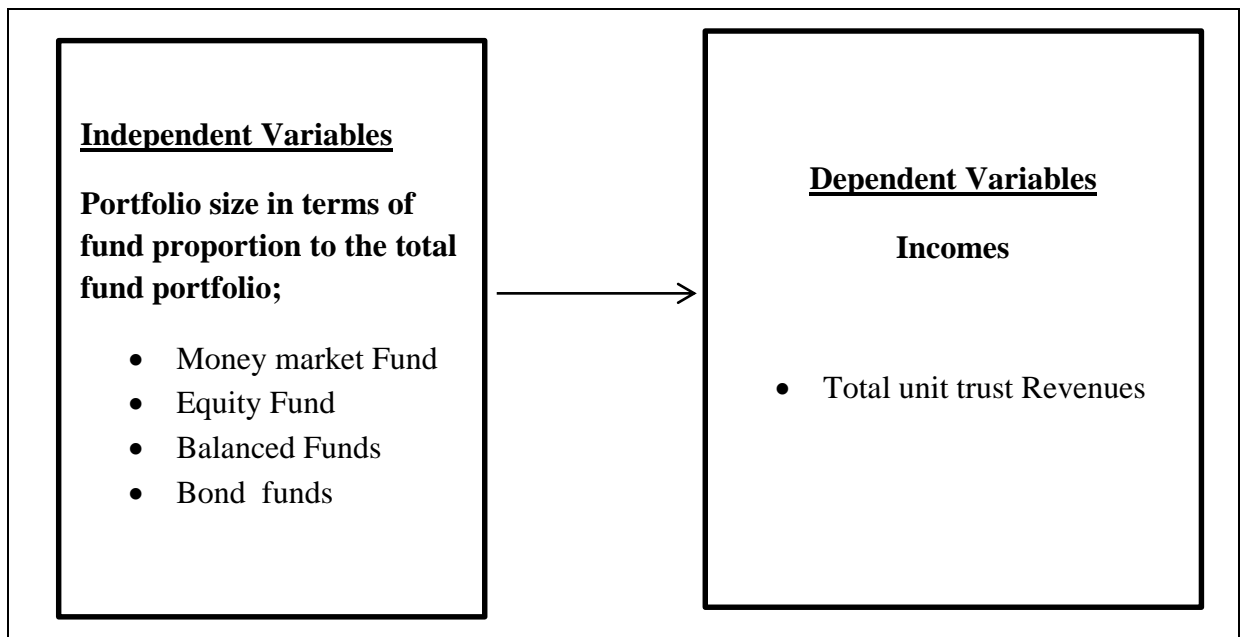 Independent Variables
Portfolio size in terms of
fund proportion to the total
fund portfolio;
• Money market Fund
• Equity Fund
• Balanced Funds
• Bond funds
Dependent Variables
Incomes
• Total unit trust Revenues